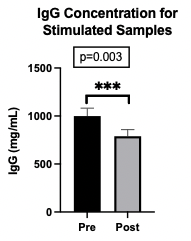 IgG Concentration for
Stimulated Samples
p=0.003
***
IgG (mg/mL)
1500
1000
500
0
Pre
Post